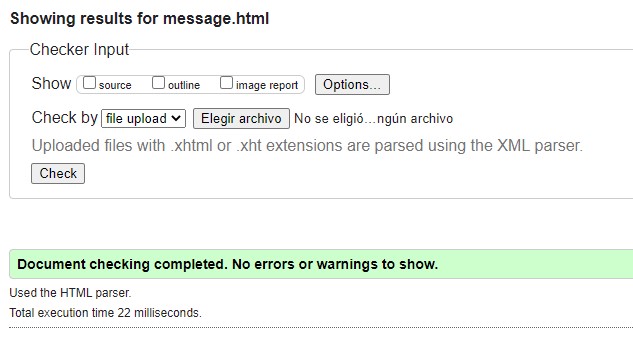 Showing results for message.html
Checker Input
Show source outline image report Options...
Check by file upload Elegir archivo No se eligió...ngún archivo
Uploaded files with .xhtml or .xht extensions are parsed using the XML parser.
Check
Document checking completed. No errors or warnings to show.
Used the HTML parser.
Total execution time 22 milliseconds.